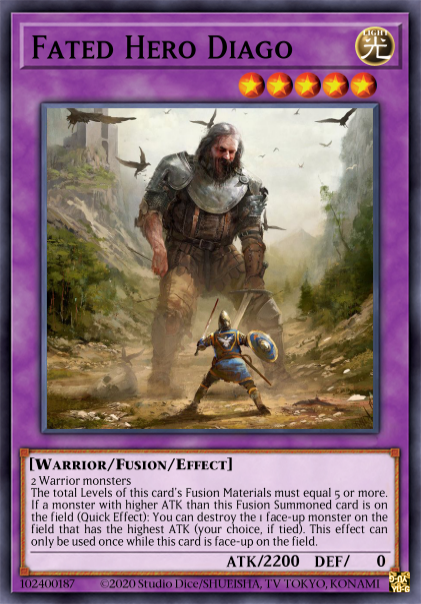 Fated Hero Diago
LIGHT
光
[Warrior/Fusion/Effect]
2 Warrior monsters
The total Levels of this card's Fusion Materials must equal 5 or more.
If a monster with higher ATK than this Fusion Summoned card is on
the field (Quick Effect): You can destroy the 1 face-up monster on the
field that has the highest ATK (your choice, if tied). This effect can
only be used once while this card is face-up on the field.
ATK/2200 DEF/ 0
102400187 ©2020 Studio Dice/SHUEISHA, TV TOKYO, KONAMI